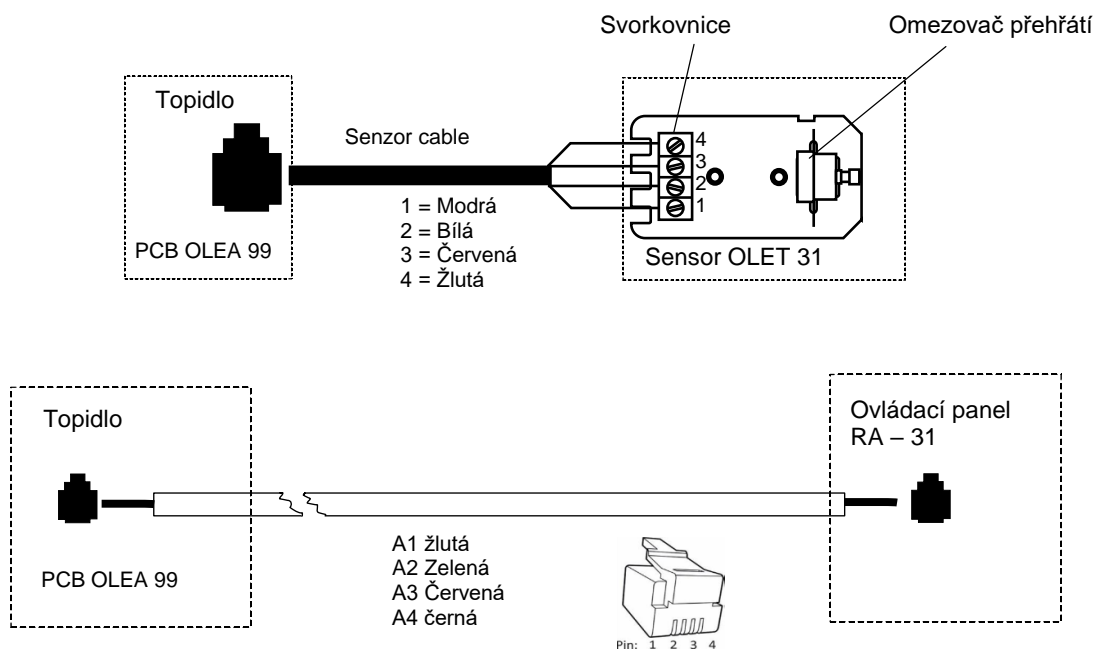 Svorkovnice
Omezovač přehřátí
Topidlo
Senzor cable
4
3
2
1
1 = Modrá
2 = Bílá
3 = Červená
4 = Žlutá
PCB OLEA 99
Sensor OLET 31
Topidlo
Ovládací panel
RA – 31
PCB OLEA 99
A1 žlutá
A2 Zelená
A3 Červená
A4 černá
Pin: 1 2 3 4